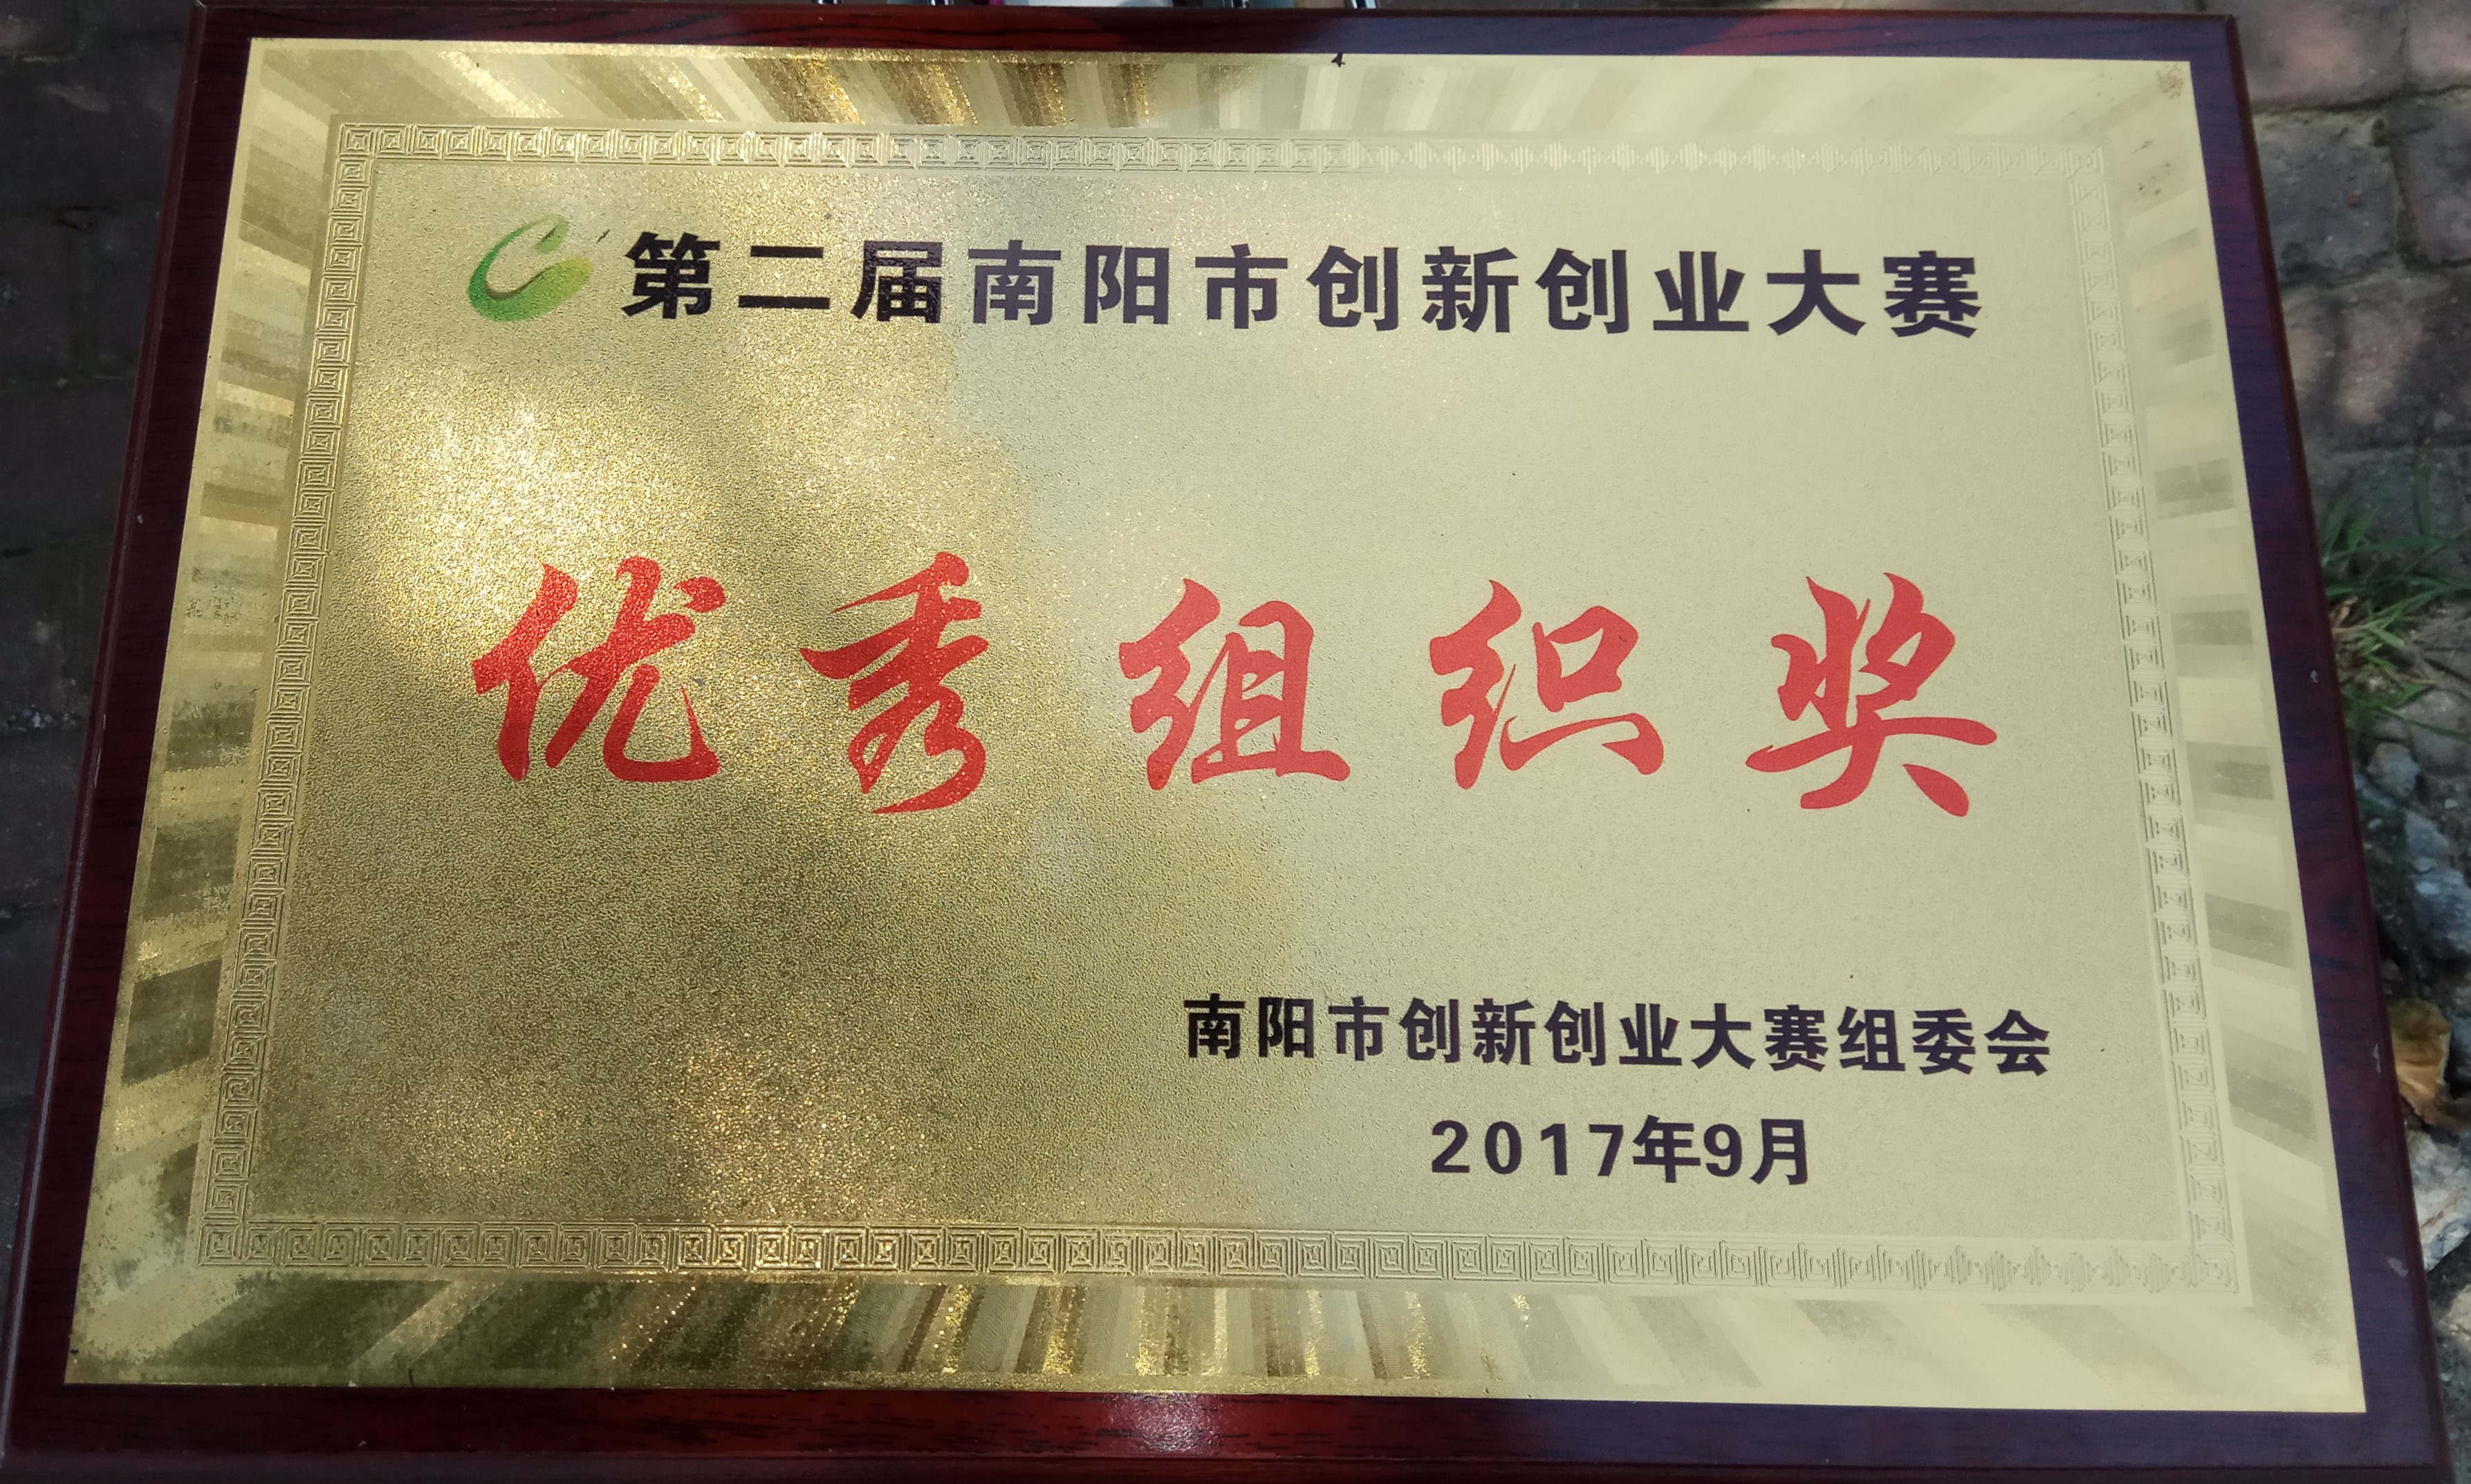 第二届南阳市创新创业大赛
优秀组织奖
南阳市创新创业大赛组委会
2017年9月